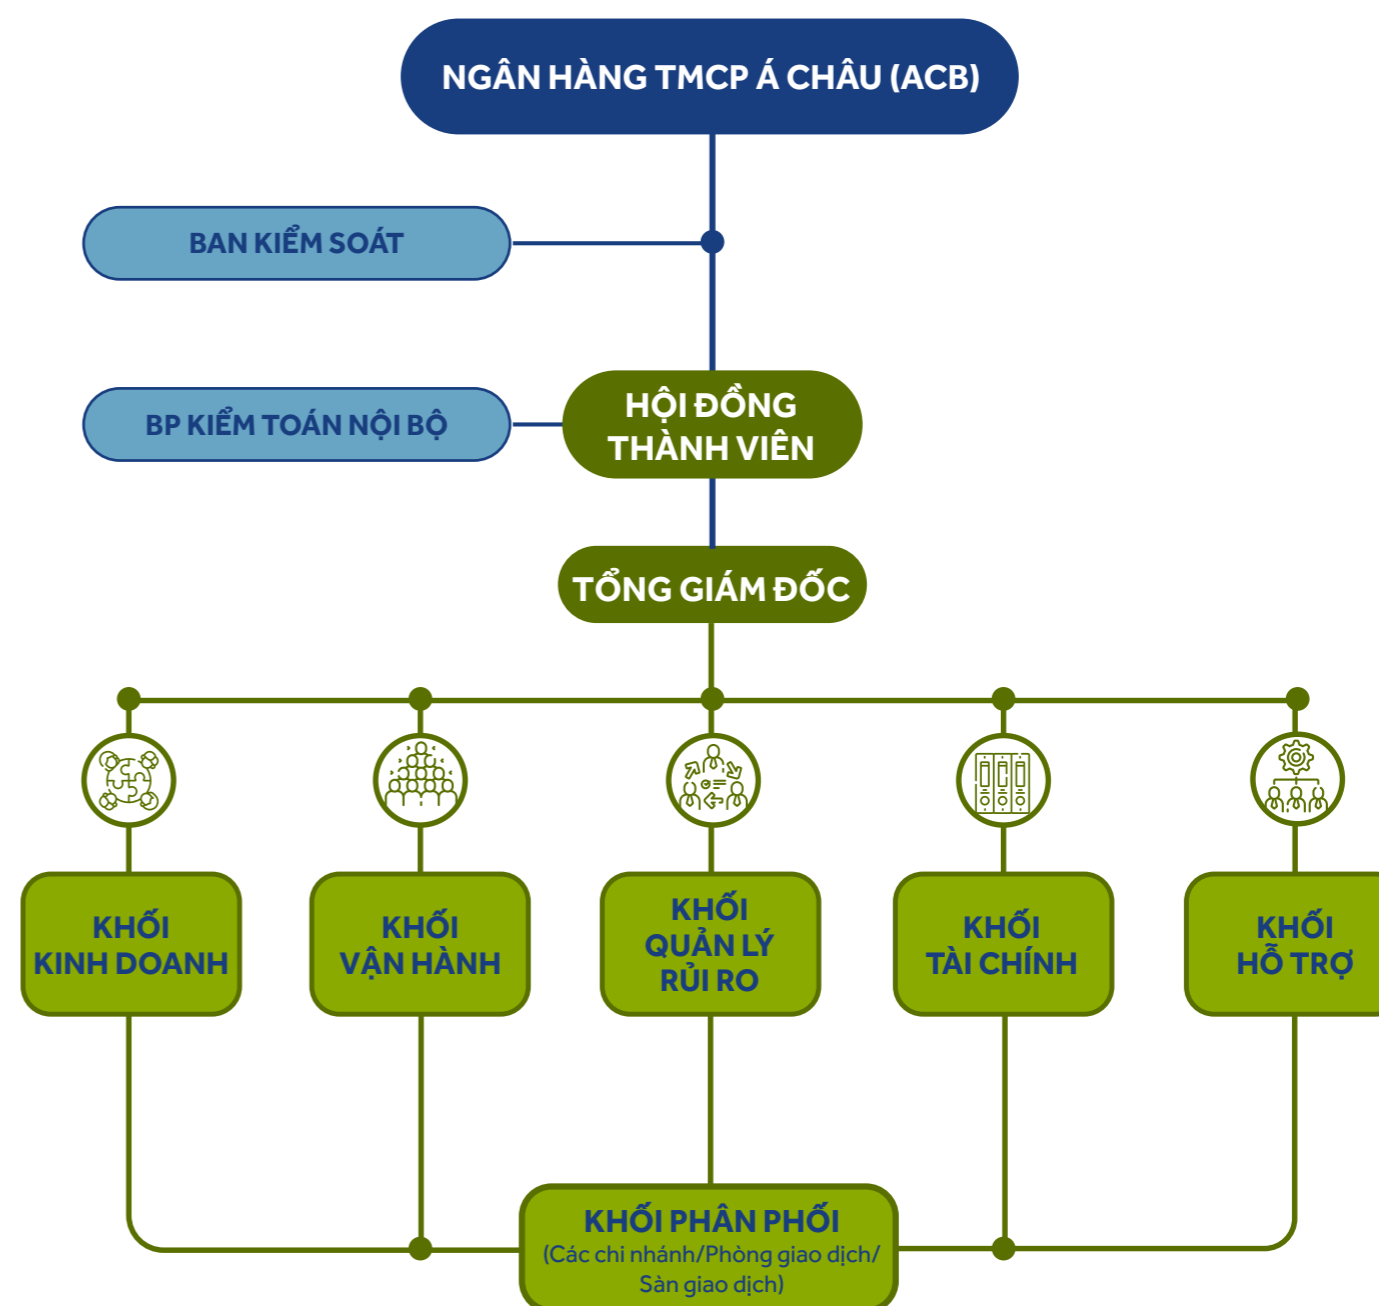 NGÂN HÀNG TMCP Á CHÂU (ACB)
BAN KIỂM SOÁT
BP KIỂM TOÁN NỘI BỘ
HỘI ĐỒNG
THÀNH VIÊN
TỔNG GIÁM ĐỐC
KHỐI
KINH DOANH
KHỐI
VẬN HÀNH
KHỐI
QUẢN LÝ
RỦI RO
KHỐI
TÀI CHÍNH
KHỐI
HỖ TRỢ
KHỐI PHÂN PHỐI
(Các chi nhánh/Phòng giao dịch/
Sàn giao dịch)